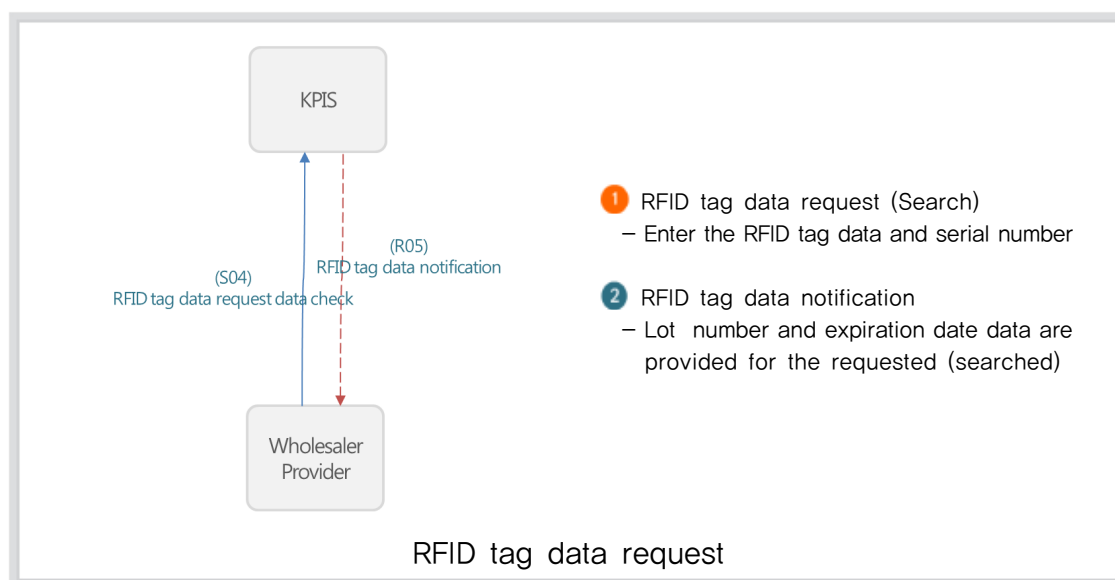 KPIS
(R05)
RFID tag data notification
(S04)
RFID tag data request data check
Wholesaler
Provider
1 RFID tag data request (Search)
– Enter the RFID tag data and serial number
2 RFID tag data notification
– Lot number and expiration date data are
provided for the requested (searched)
RFID tag data request